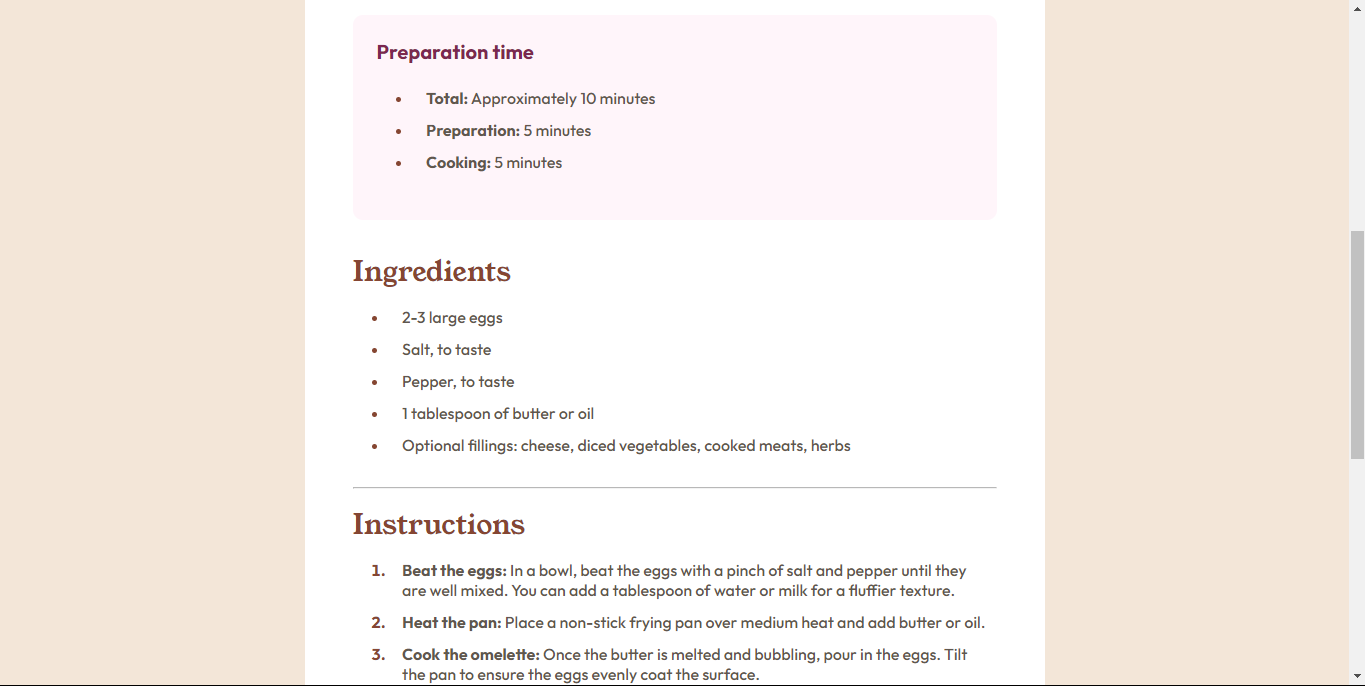 Preparation time
• Total: Approximately 10 minutes
• Preparation: 5 minutes
• Cooking: 5 minutes
Ingredients
• 2-3 large eggs
• Salt, to taste
• Pepper, to taste
• 1 tablespoon of butter or oil
• Optional fillings: cheese, diced vegetables, cooked meats, herbs
Instructions
1. Beat the eggs: In a bowl, beat the eggs with a pinch of salt and pepper until they
are well mixed. You can add a tablespoon of water or milk for a fluffier texture.
2. Heat the pan: Place a non-stick frying pan over medium heat and add butter or oil.
3. Cook the omelette: Once the butter is melted and bubbling, pour in the eggs. Tilt
the pan to ensure the eggs evenly coat the surface.